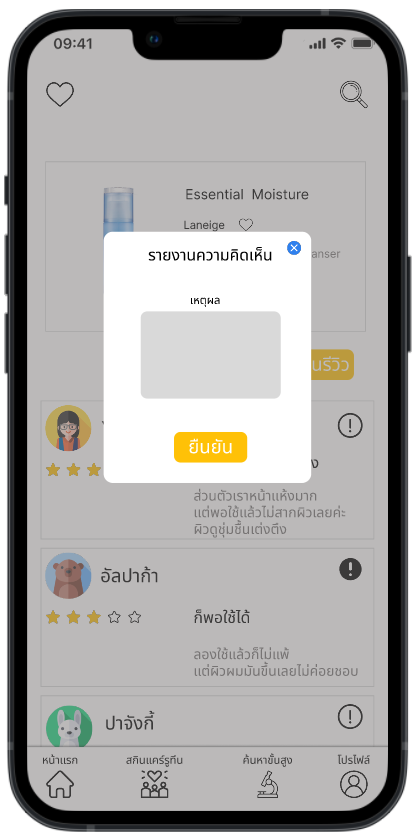 09:41
Essential Moisture
Laneige
anser
รายงานความคิดเห็น
เหตุผล
นรีวิว
ยืนยัน
ส่วนตัวเราหน้าแห้งมาก
แต่พอใช้แล้วไม่สากผิวเลยค่ะ
ผิวดูชุ่มชื้นเต่งตึง
อัลปาก้า
ก็พอใช้ได้
ลองใช้แล้วก็ไม่แพ้
แต่ผิวผมมันขึ้นเลยไม่ค่อยชอบ
ปาจังกี้
หน้าแรก
สกินแคร์รูทีน
ค้นหาขั้นสูง
โปรไฟล์